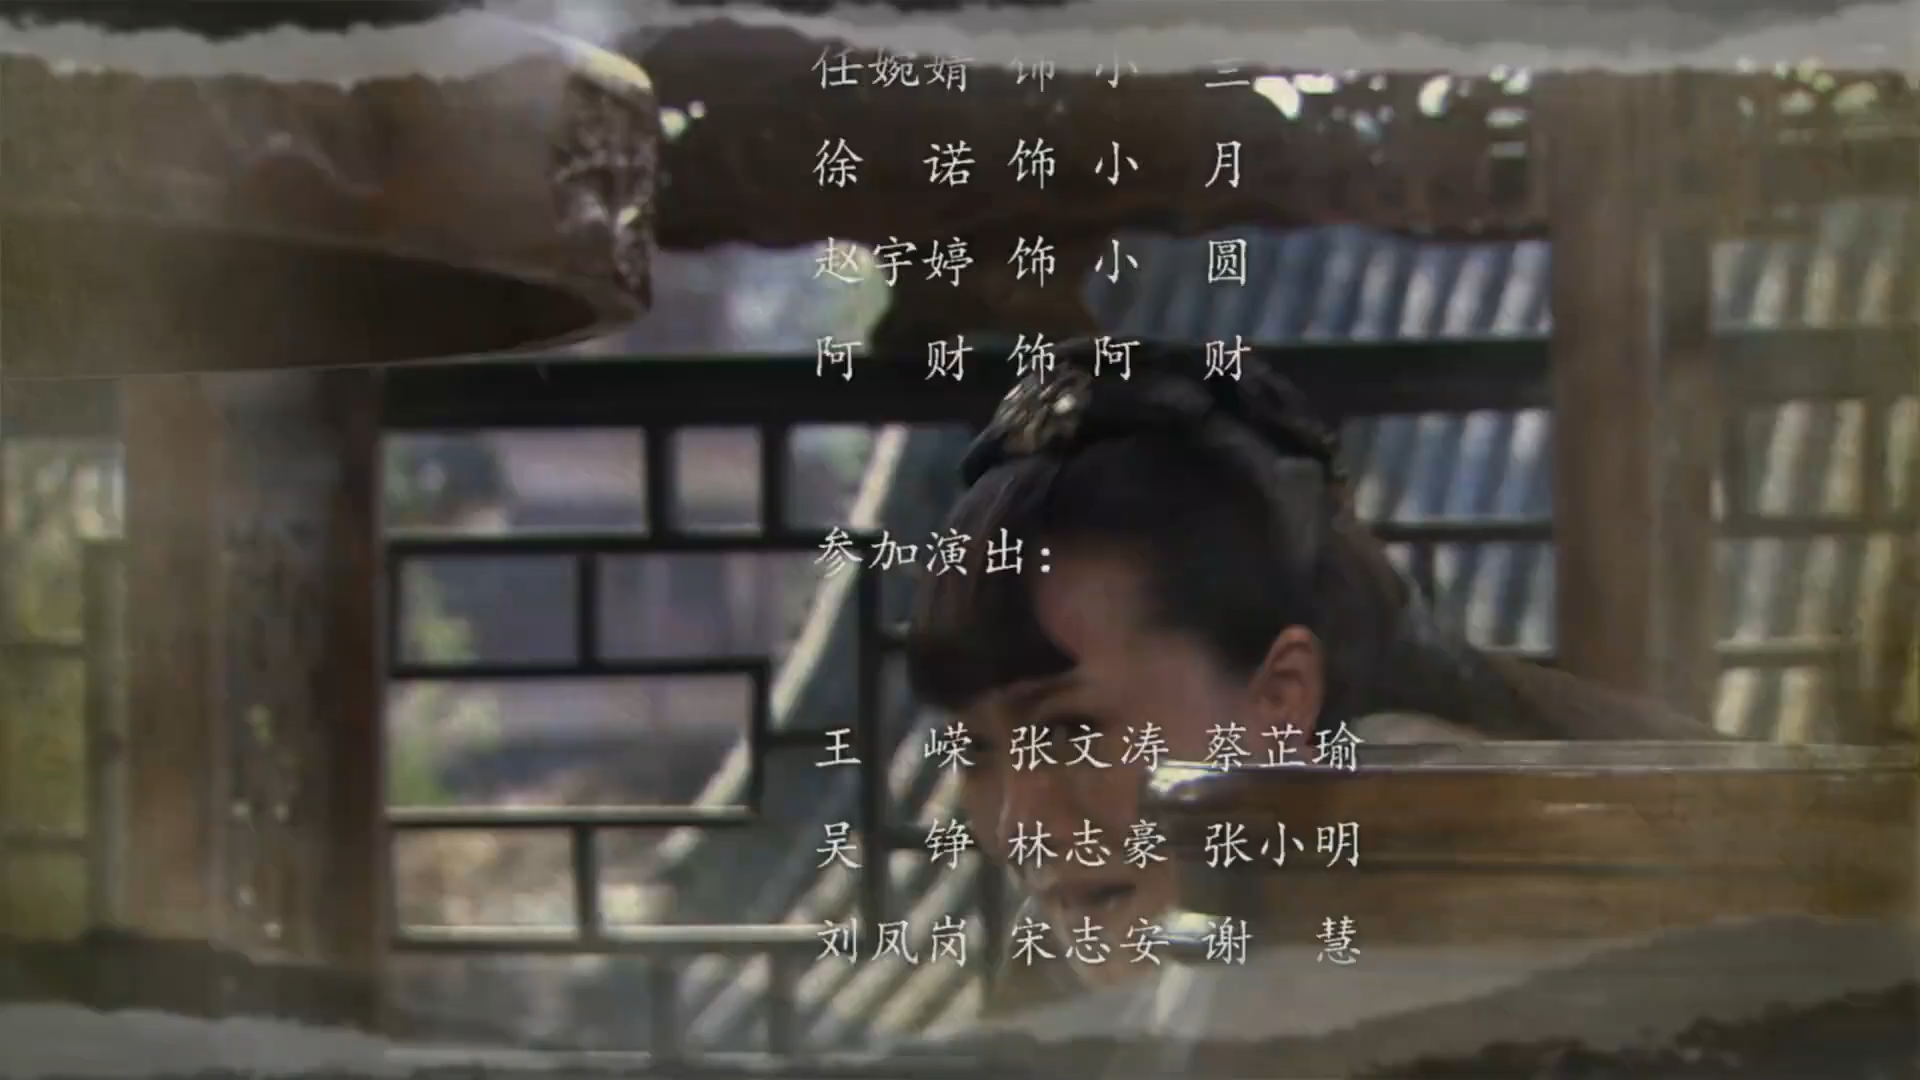 任婉婧 饰 小 三
徐 诺 饰 小 月
赵宇婷 饰 小 圆
阿 财 饰 阿 财
参加演出：
王 嵘 张文涛 蔡芷瑜
吴 铮 林志豪 张小明
刘凤岗 宋志安 谢 慧